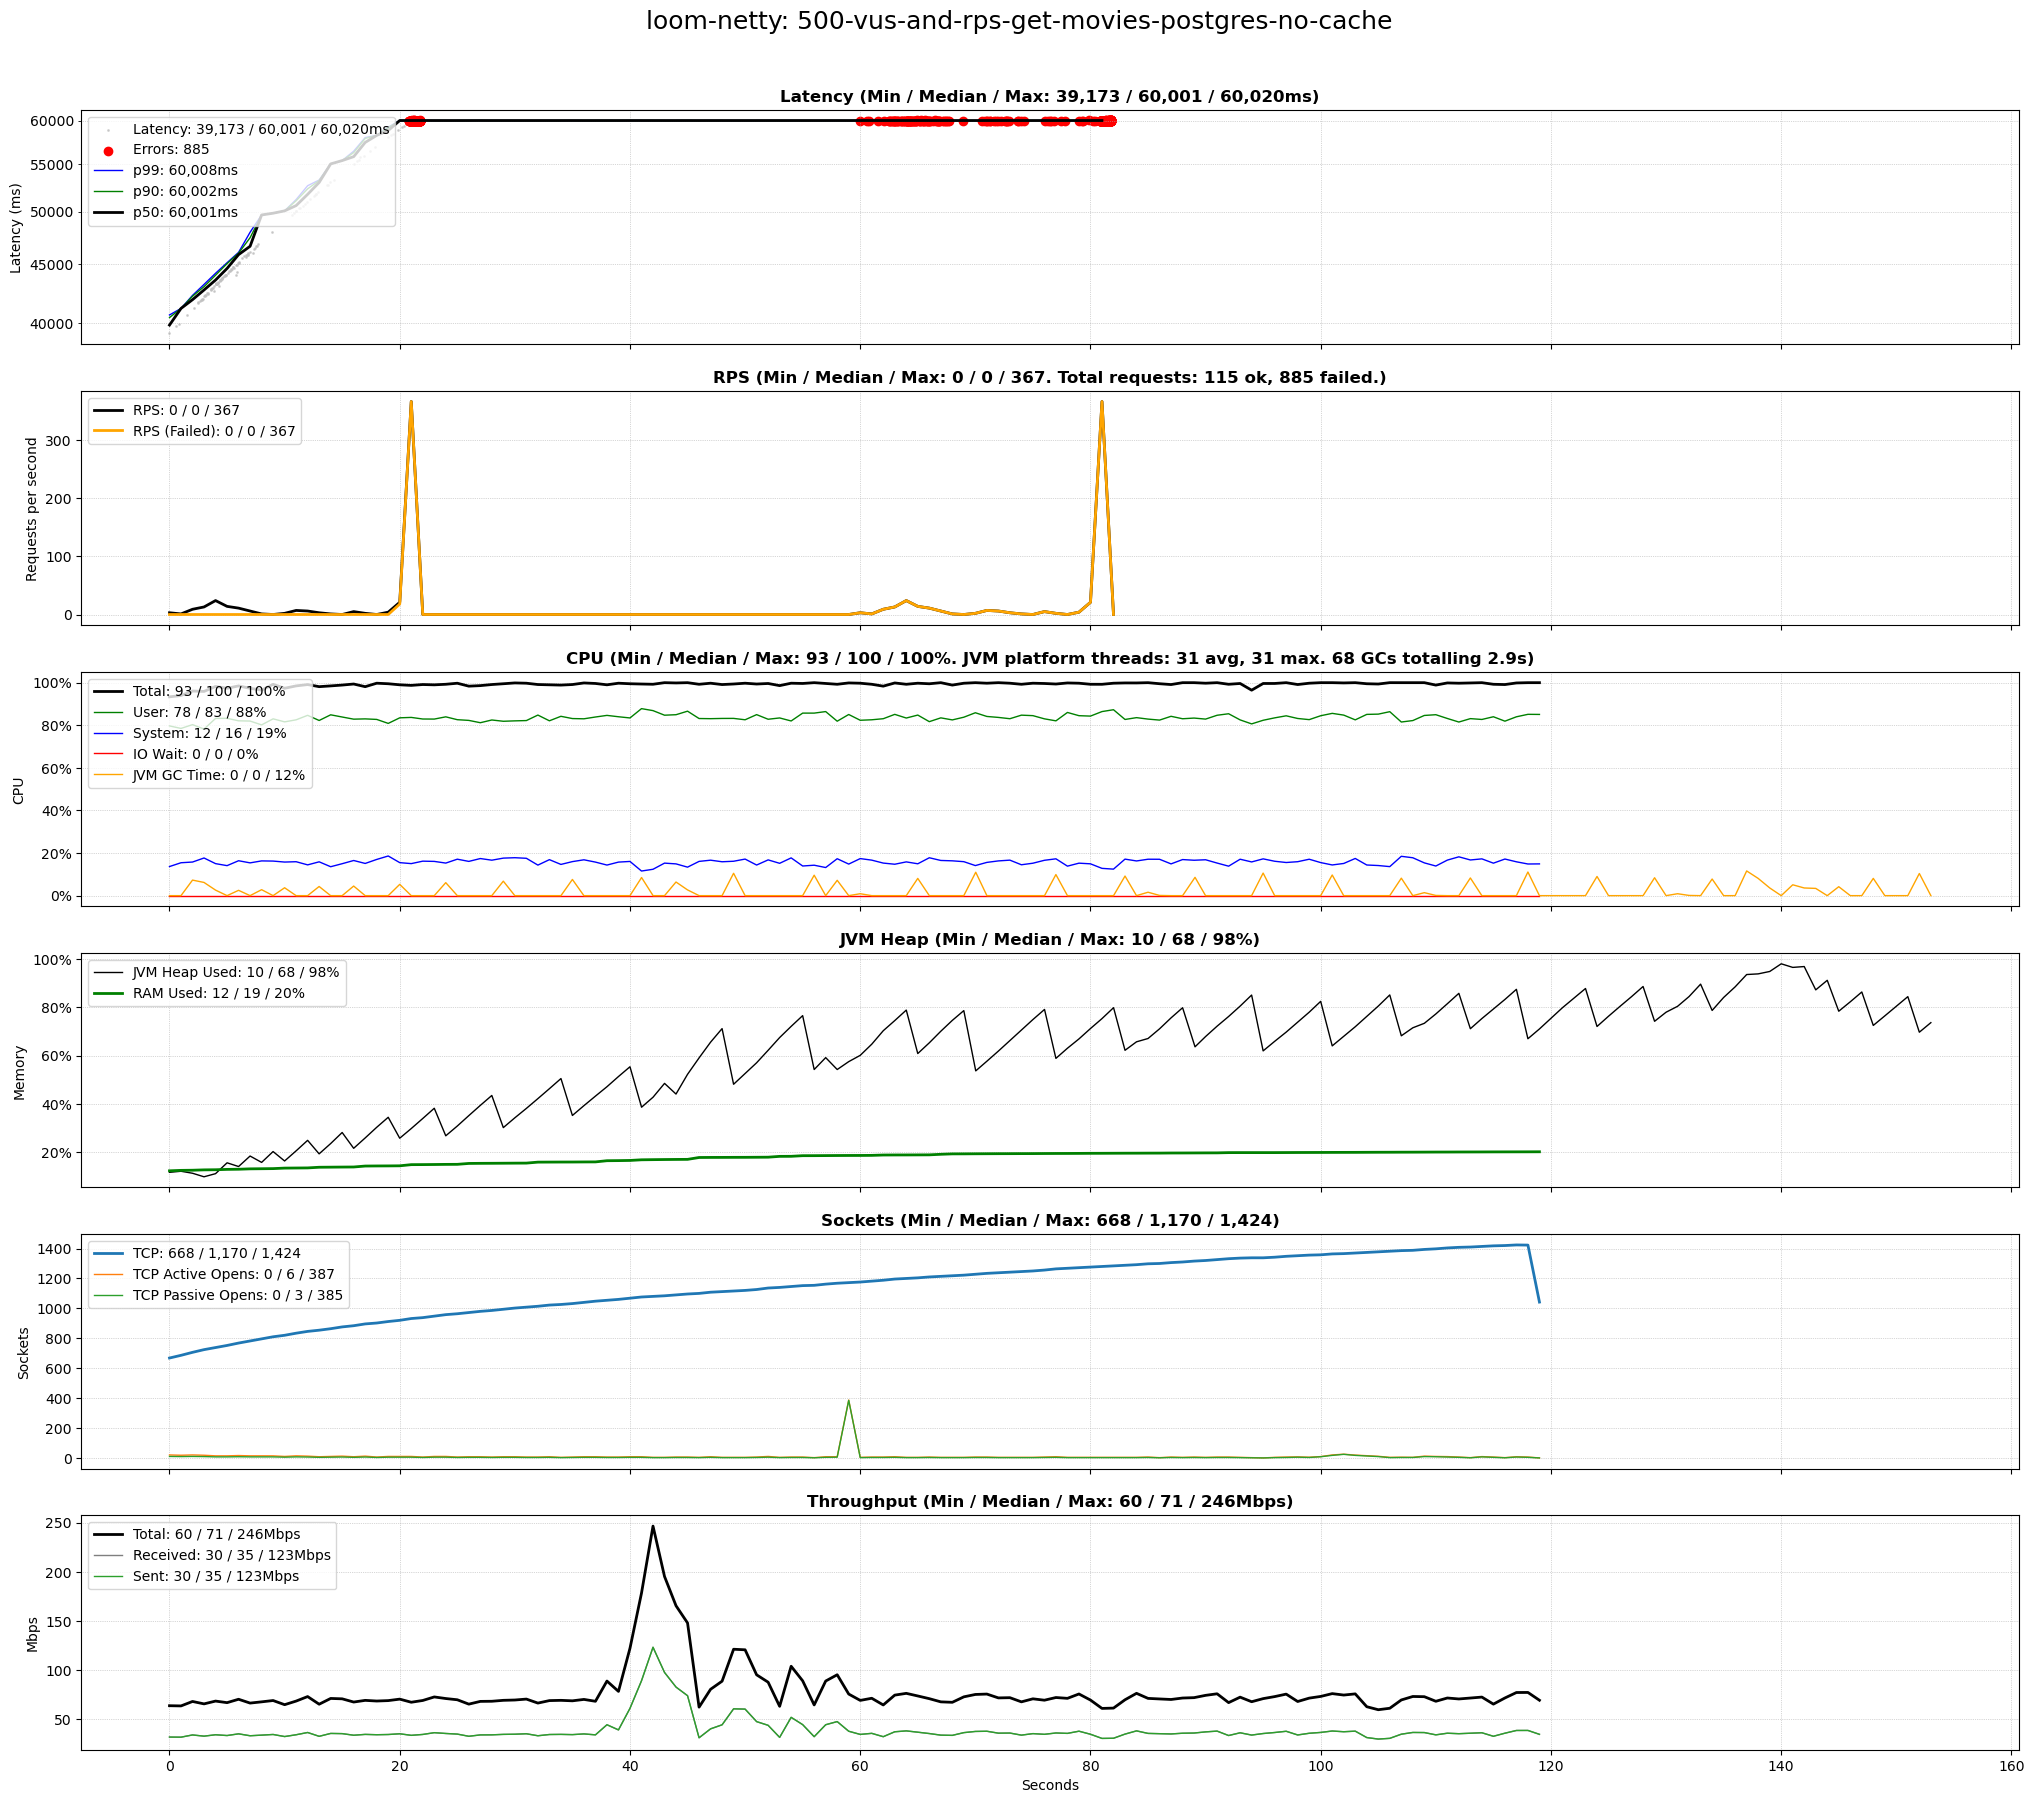 loom-netty: 500-vus-and-rps-get-movies-postgres-no-cache
Latency (Min / Median / Max: 39,173 / 60,001 / 60,020ms)
Latency (ms)
60000
55000
50000
45000
40000
Latency: 39,173 / 60,001 / 60,020ms
Errors: 885
p99: 60,008ms
p90: 60,002ms
p50: 60,001ms
RPS (Min / Median / Max: 0 / 0 / 367. Total requests: 115 ok, 885 failed.)
Requests per second
300
200
100
0
RPS: 0 / 0 / 367
RPS (Failed): 0 / 0 / 367
CPU (Min / Median / Max: 93 / 100 / 100%. JVM platform threads: 31 avg, 31 max. 68 GCs totalling 2.9s)
CPU
100%
80%
60%
40%
20%
0%
Total: 93 / 100 / 100%
User: 78 / 83 / 88%
System: 12 / 16 / 19%
IO Wait: 0 / 0 / 0%
JVM GC Time: 0 / 0 / 12%
JVM Heap (Min / Median / Max: 10 / 68 / 98%)
Memory
100%
80%
60%
40%
20%
JVM Heap Used: 10 / 68 / 98%
RAM Used: 12 / 19 / 20%
Sockets (Min / Median / Max: 668 / 1,170 / 1,424)
Sockets
1400
1200
1000
800
600
400
200
0
TCP: 668 / 1,170 / 1,424
TCP Active Opens: 0 / 6 / 387
TCP Passive Opens: 0 / 3 / 385
Throughput (Min / Median / Max: 60 / 71 / 246Mbps)
Mbps
250
200
150
100
50
Total: 60 / 71 / 246Mbps
Received: 30 / 35 / 123Mbps
Sent: 30 / 35 / 123Mbps
0 20 40 60 80 100 120 140 160
Seconds